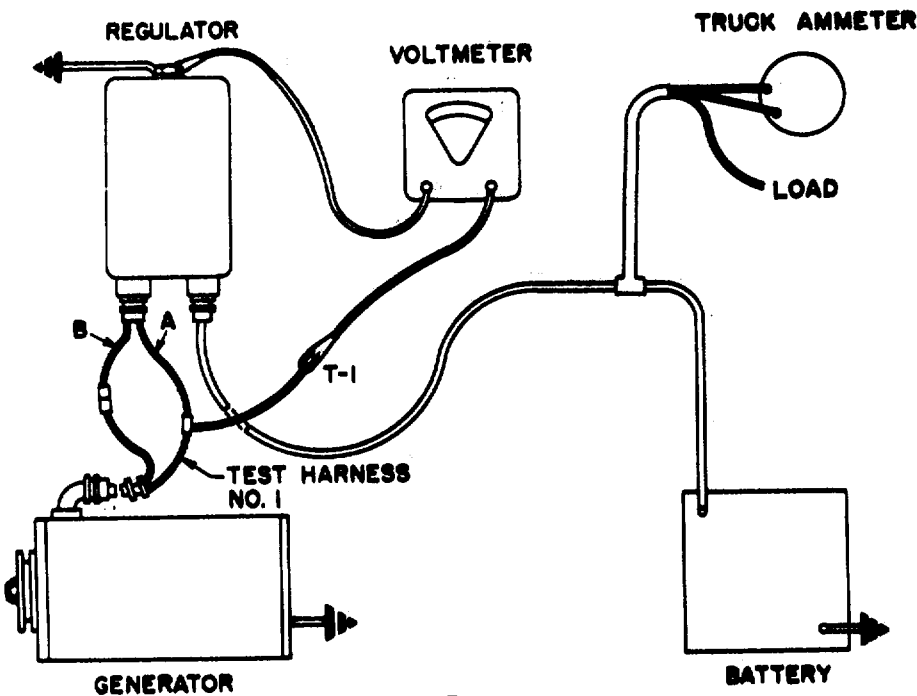 REGULATOR
VOLTMETER
TRUCK AMMETER
LOAD
B
A
T-1
TEST HARNESS
NO. 1
GENERATOR
BATTERY